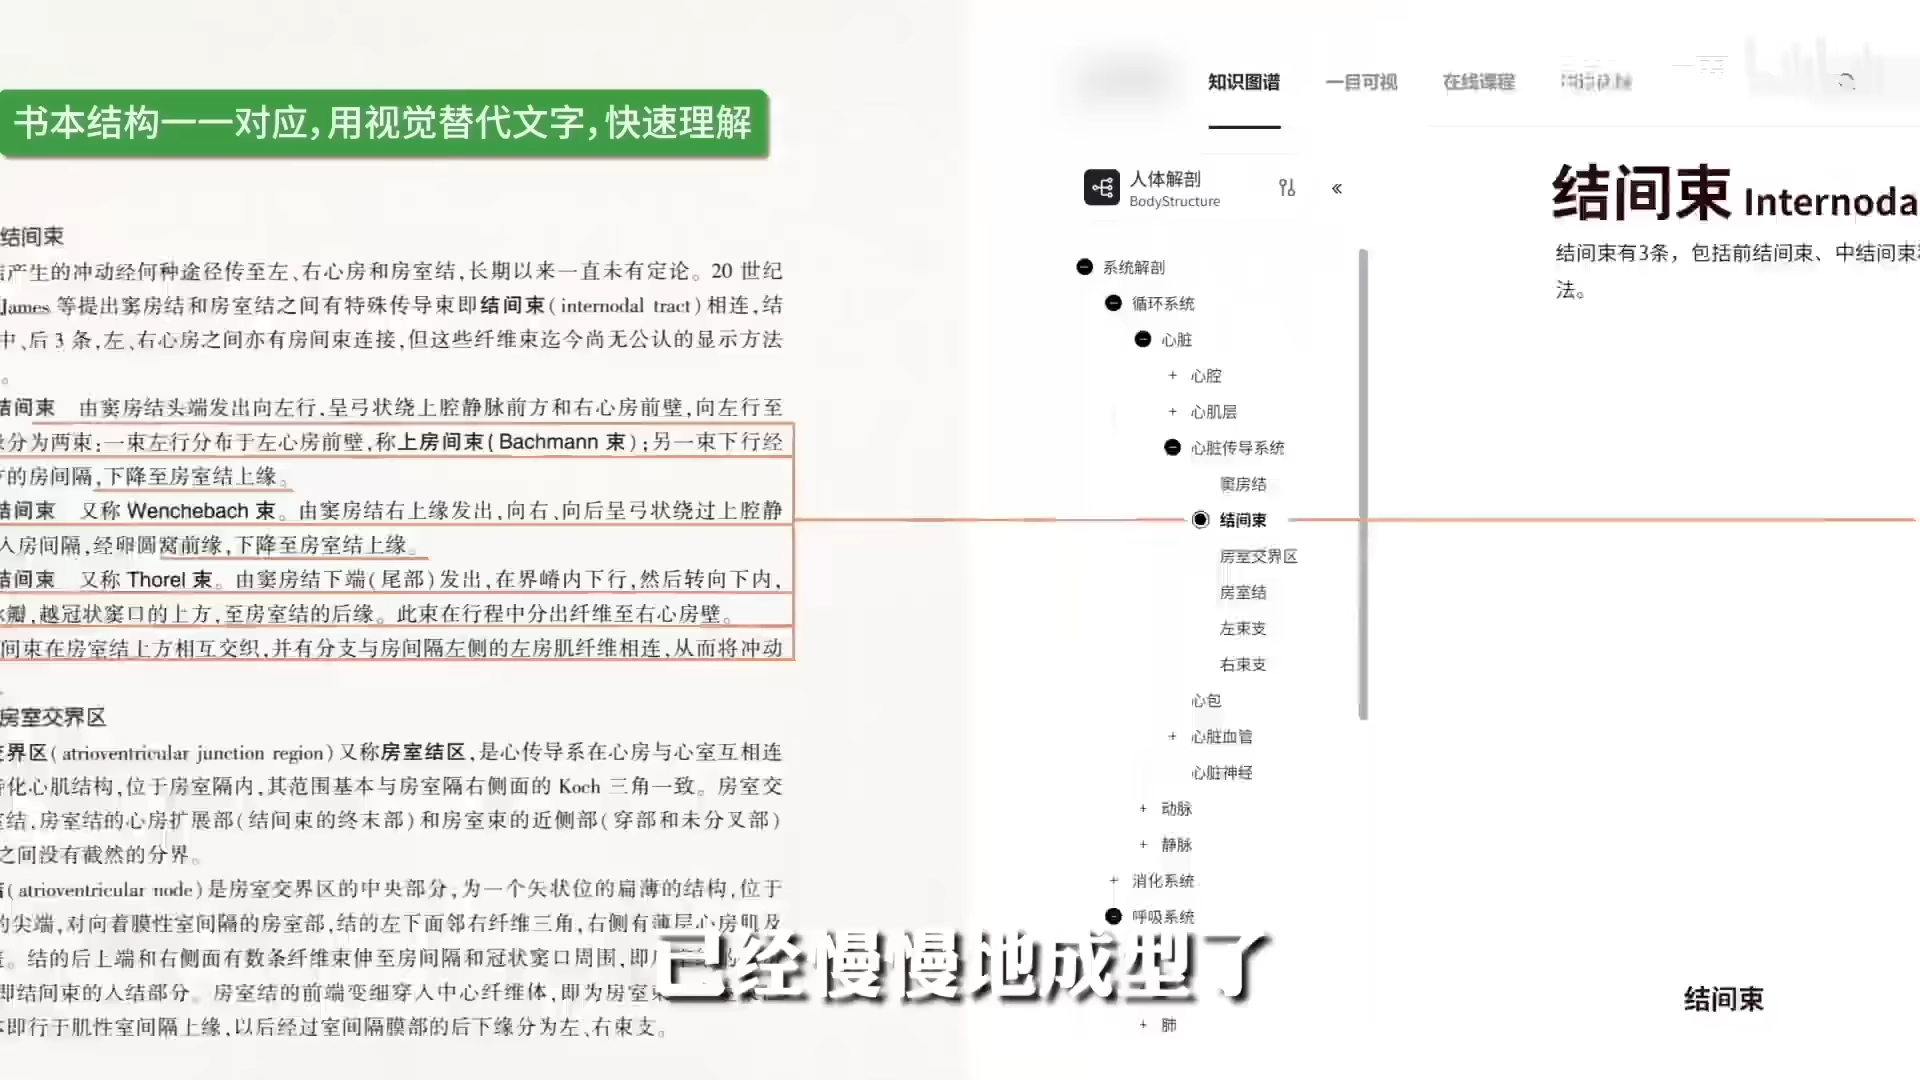 书本结构一一对应,用视觉替代文字,快速理解
结间束
产生的冲动经何种途径传至左、右心房和房室结,长期以来一直未有定论。20 世纪
James 等提出窦房结和房室结之间有特殊传导束即结间束(internodal tract)相连,结
中、后 3 条,左、右心房之间亦有房间束连接,但这些纤维束迄今尚无公认的显示方法
。
结间束 由窦房结头端发出向左行,呈弓状绕上腔静脉前方和右心房前壁,向左行至
分为两束:一束左行分布于左心房前壁,称上房间束(Bachmann 束);另一束下行经
的房间隔,下降至房室结上缘。
结间束 又称 Wenchebach 束。由窦房结右上缘发出,向右、向后呈弓状绕过上腔静
入房间隔,经卵圆窝前缘,下降至房室结上缘。
结间束 又称 Thorel 束。由窦房结下端(尾部)发出,在界嵴内下行,然后转向下内,
瓣,越冠状窦口的上方,至房室结的后缘。此束在行程中分出纤维至右心房壁。
间束在房室结上方相互交织,并有分支与房间隔左侧的左房肌纤维相连,从而将冲动
房室交界区
界区(atrioventricular junction region)又称房室结区,是心传导系在心房与心室互相连
化心肌结构,位于房室隔内,其范围基本与房室隔右侧面的 Koch 三角一致。房室交
结,房室结的心房扩展部(结间束的终末部)和房室束的近侧部(穿部和未分叉部)
之间没有截然的分界。
(atrioventricular node)是房室交界区的中央部分,为一个矢状位的扁薄的结构,位于
的尖端,对向着膜性室间隔的房室部,结的左下面邻右纤维三角,右侧有薄层心房肌及
。结的后上端和右侧面有数条纤维束伸至房间隔和冠状窦口周围,即
即结间束的入结部分。房室结的前端变细穿入中心纤维体,即为房室束
即行于肌性室间隔上缘,以后经过室间隔膜部的后下缘分为左、右束支。
知识图谱 一目可视 在线课程
人体解剖
BodyStructure
«
系统解剖
循环系统
心脏
+ 心腔
+ 心肌层
心脏传导系统
窦房结
结间束
房室交界区
房室结
左束支
右束支
心包
+ 心脏血管
心脏神经
+ 动脉
+ 静脉
+ 消化系统
呼吸系统
+ 肺
结间束 Internoda
结间束有3条，包括前结间束、中结间束
法。
结间束
已经慢慢地成型了